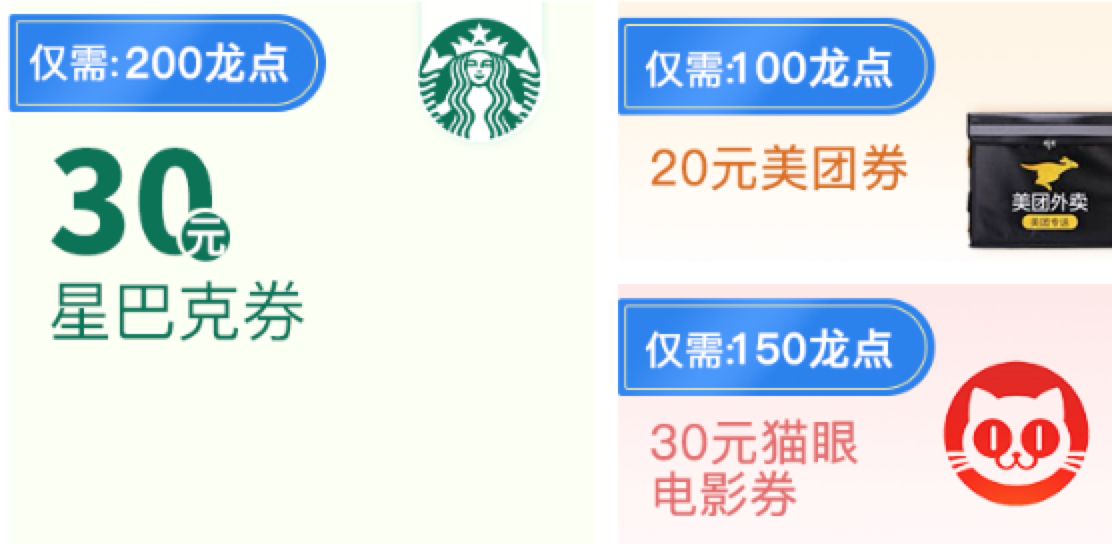 仅需:200龙点
30元
星巴克券
仅需:100龙点
20元美团券
美团外卖
美团专送
仅需:150龙点
30元猫眼
电影券